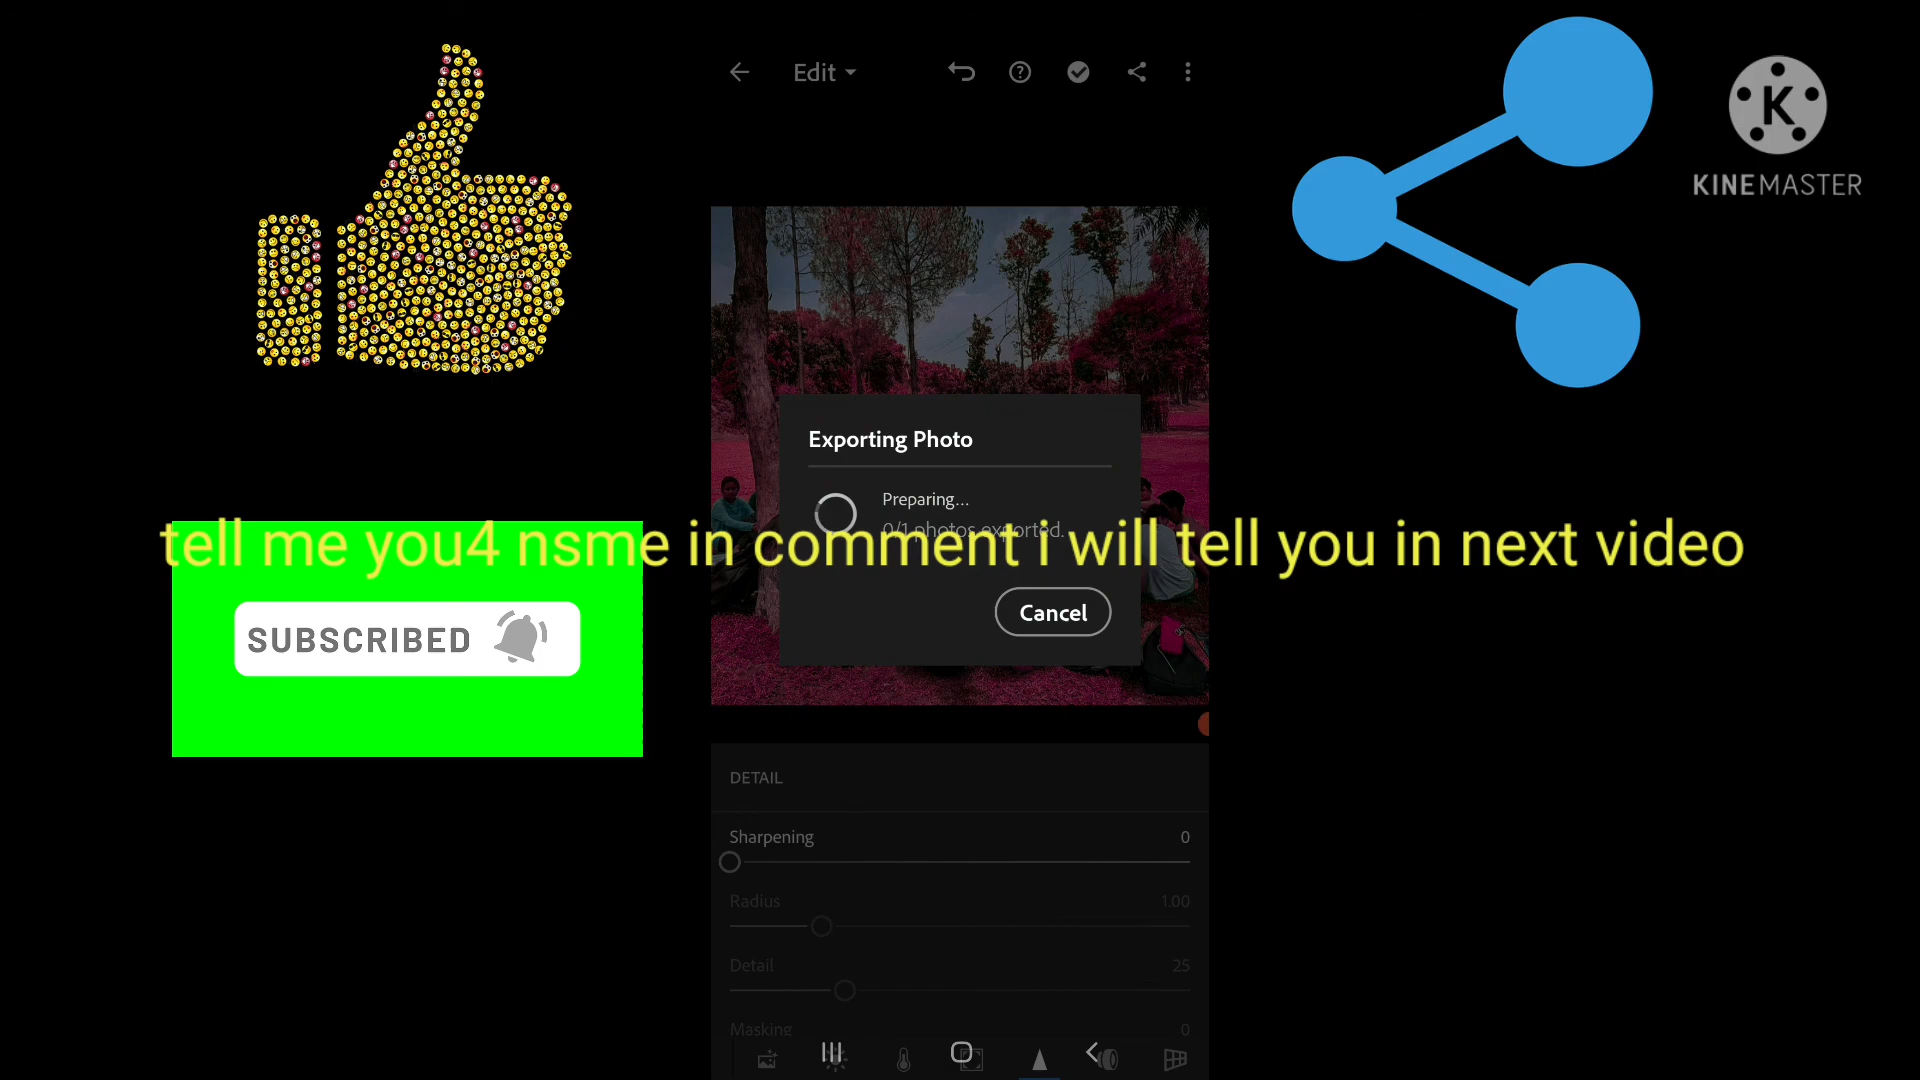 Edit
K
KINEMASTER
Exporting Photo
Preparing...
0/1 photos exported.
tell me you4 nsme in comment i will tell you in next video
Cancel
SUBSCRIBED
DETAIL
Sharpening 0
Radius 1.00
Detail 25
Masking 0